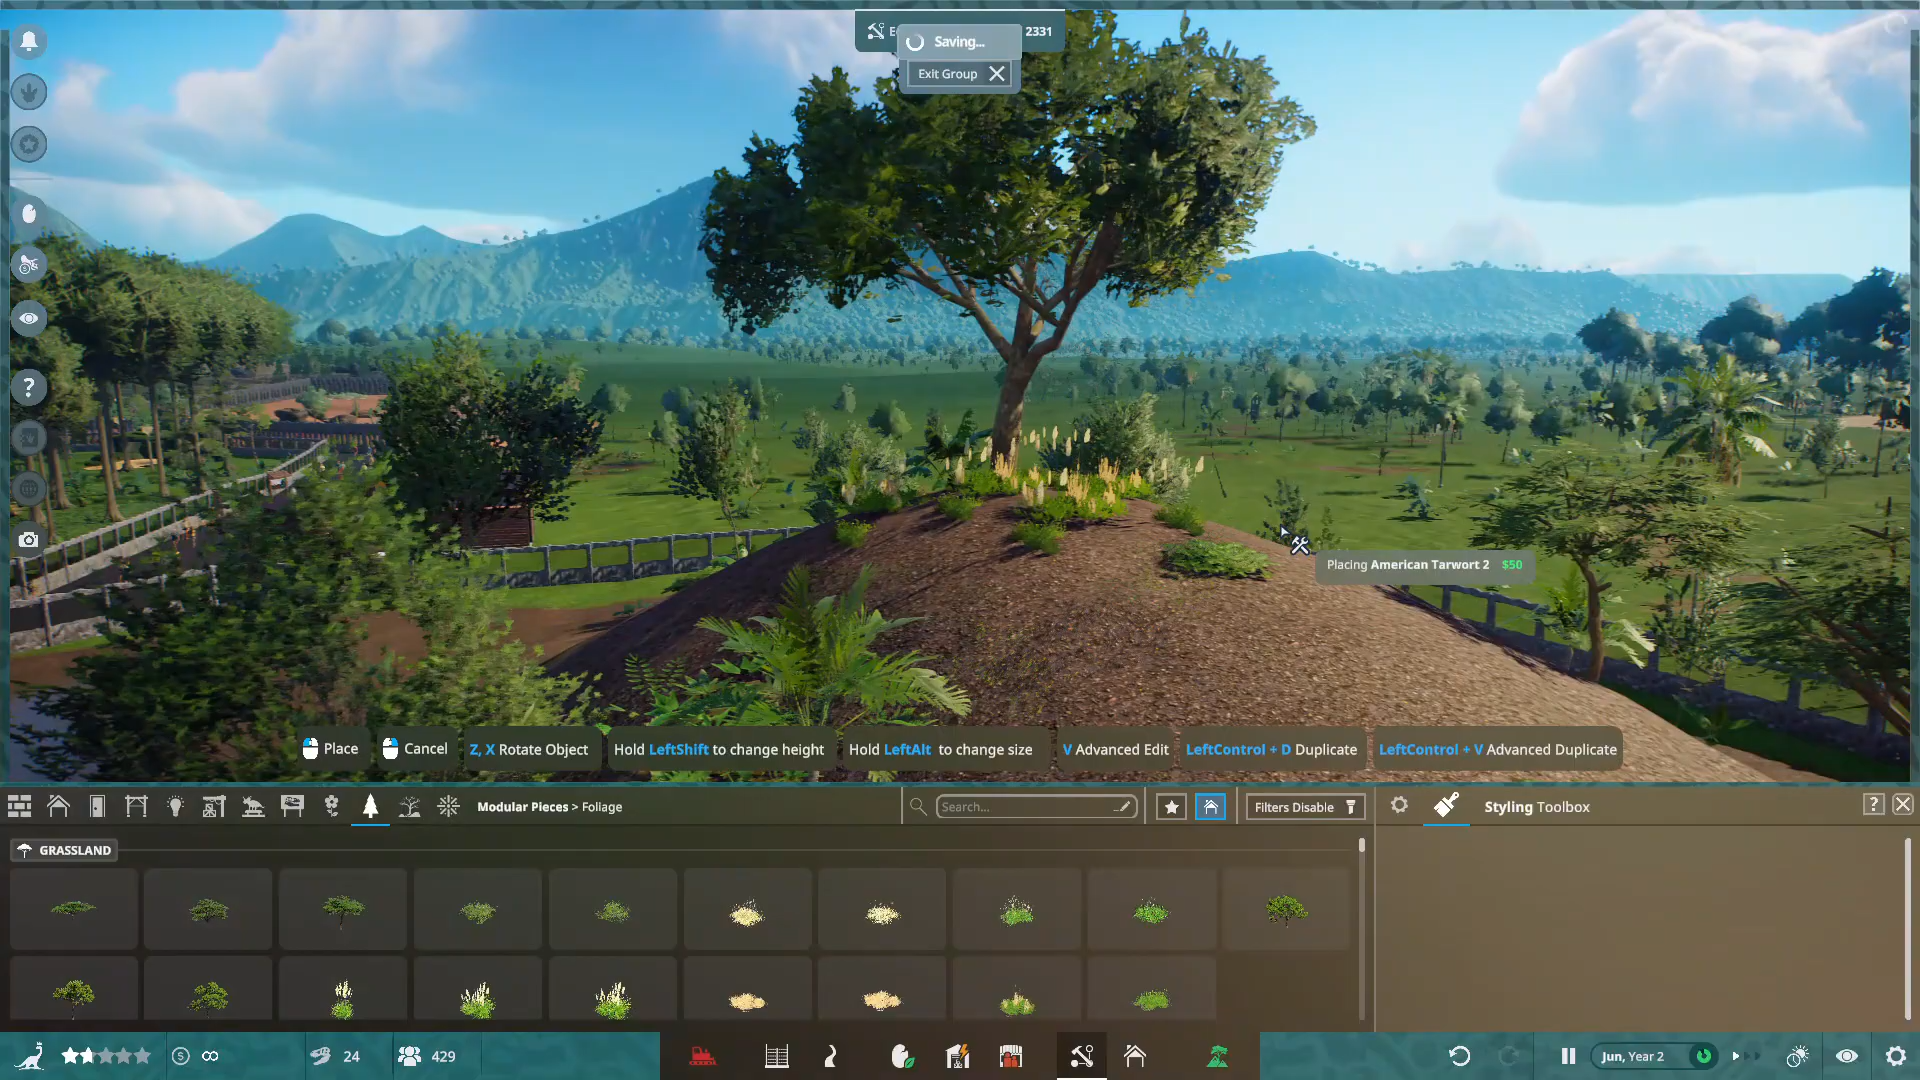 E
2331
Saving...
Exit Group
Placing American Tarwort 2 $50
Place
Cancel
Z, X Rotate Object
Hold LeftShift to change height
Hold LeftAlt to change size
V Advanced Edit
LeftControl + D Duplicate
LeftControl + V Advanced Duplicate
Modular Pieces > Foliage
Search...
Filters Disable
Styling Toolbox
?
GRASSLAND
∞
24
429
Jun, Year 2